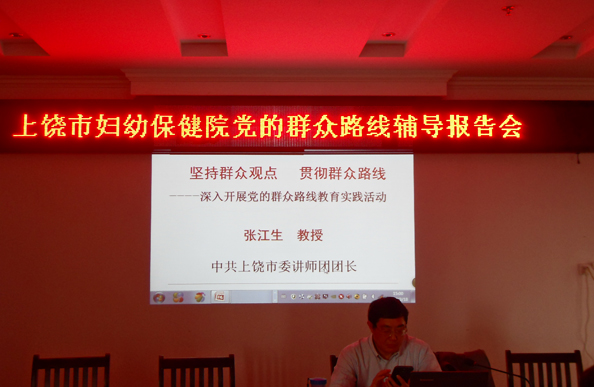 上饶市妇幼保健院党的群众路线辅导报告会
坚持群众观点 贯彻群众路线
————深入开展党的群众路线教育实践活动
张江生 教授
中共上饶市委讲师团团长